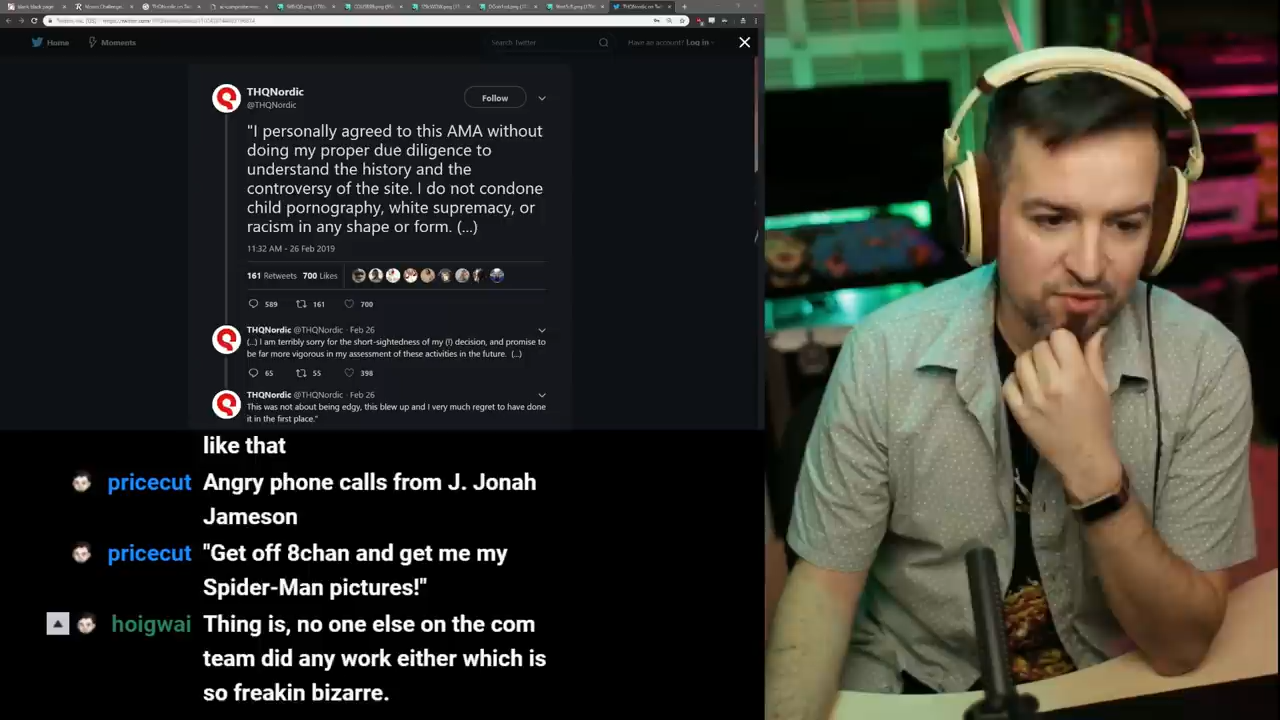 Home
Moments
Search Twitter
Have an account? Log in
THQNordic
@THQNordic
Follow
"I personally agreed to this AMA without
doing my proper due diligence to
understand the history and the
controversy of the site. I do not condone
child pornography, white supremacy, or
racism in any shape or form. (...)
11:32 AM - 26 Feb 2019
161 Retweets 700 Likes
589 161 700
THQNordic @THQNordic · Feb 26
(...) I am terribly sorry for the short-sightedness of my (!) decision, and promise to
be far more vigorous in my assessment of these activities in the future. (...)
65 55 398
THQNordic @THQNordic · Feb 26
This was not about being edgy, this blew up and I very much regret to have done
it in the first place."
like that
pricecut Angry phone calls from J. Jonah
Jameson
pricecut "Get off 8chan and get me my
Spider-Man pictures!"
hoigwai Thing is, no one else on the com
team did any work either which is
so freakin bizarre.